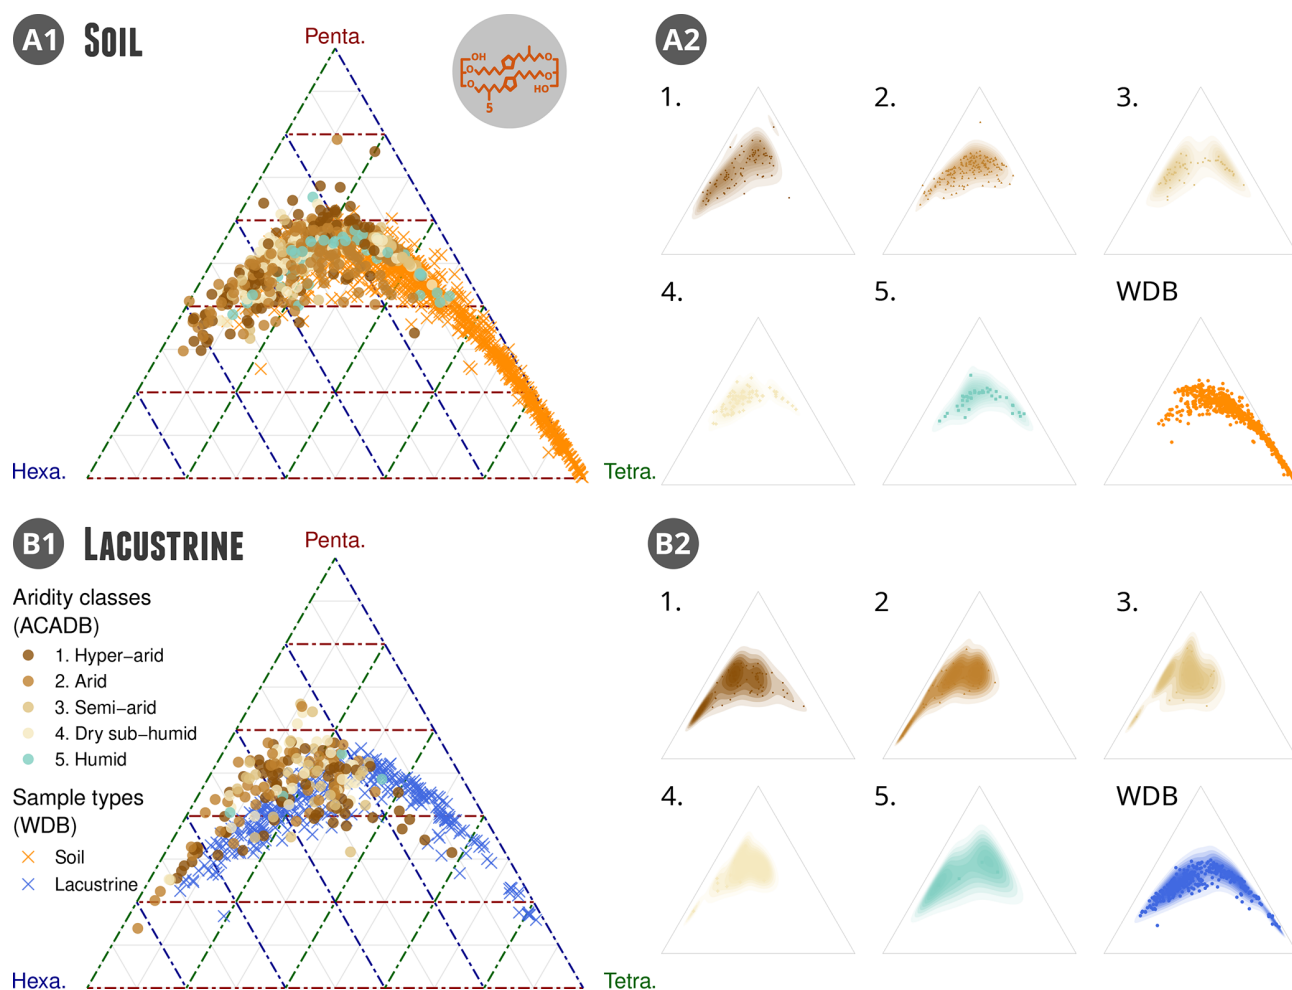 A1 Soil
Penta.
OH
O
O
O
O
HO
5
Hexa.
Tetra.
A2
1.
2.
3.
4.
5.
WDB
B1 Lacustrine
Penta.
Aridity classes
(ACADB)
1. Hyper−arid
2. Arid
3. Semi−arid
4. Dry sub−humid
5. Humid
Sample types
(WDB)
Soil
Lacustrine
Hexa.
Tetra.
B2
1.
2
3.
4.
5.
WDB